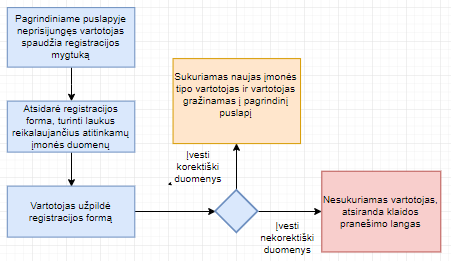 Pagrindiniame puslapyje
neprisijungęs vartotojas
spaudžia registracijos
mygtuką
Atsidarė registracijos
forma, turinti laukus
reikalaujančius atitinkamų
įmonės duomenų
Vartotojas užpildė
registracijos formą
Sukuriamas naujas įmonės
tipo vartotojas ir vartotojas
gražinamas į pagrindinį
puslapį
Įvesti
korektiški
duomenys
Įvesti
nekorektiški
duomenys
Nesukuriamas vartotojas,
atsiranda klaidos
pranešimo langas